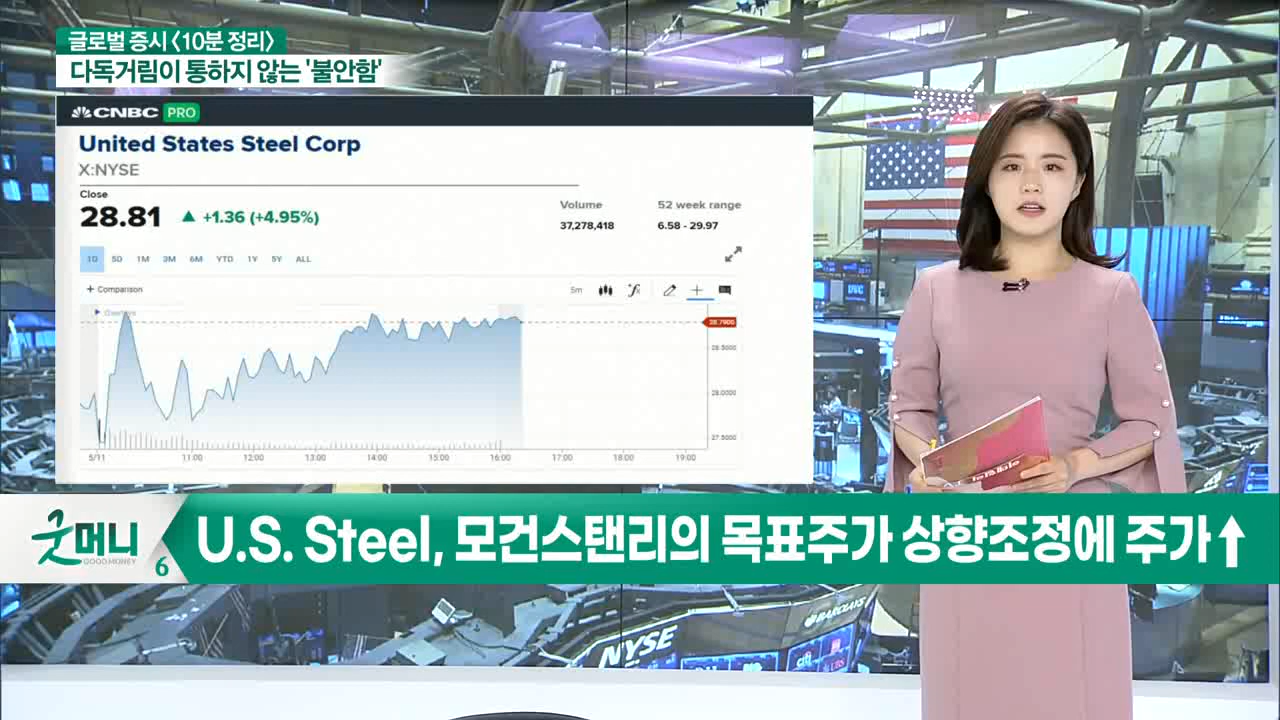 글로벌 증시 <10분 정리>
다독거림이 통하지 않는 '불안함'
CNBC PRO
United States Steel Corp
X:NYSE
Close
28.81 ▲ +1.36 (+4.95%)
Volume
37,278,418
52 week range
6.58 - 29.97
1D 5D 1M 3M 6M YTD 1Y 5Y ALL
+ Comparison
5m
28.7900
28.5000
28.0000
27.5000
5/11 11:00 12:00 13:00 14:00 15:00 16:00 17:00 18:00 19:00
굿머니
GOOD MONEY
6
U.S. Steel, 모건스탠리의 목표주가 상향조정에 주가↑
NYSE
BARCLAYS
citi
UBS